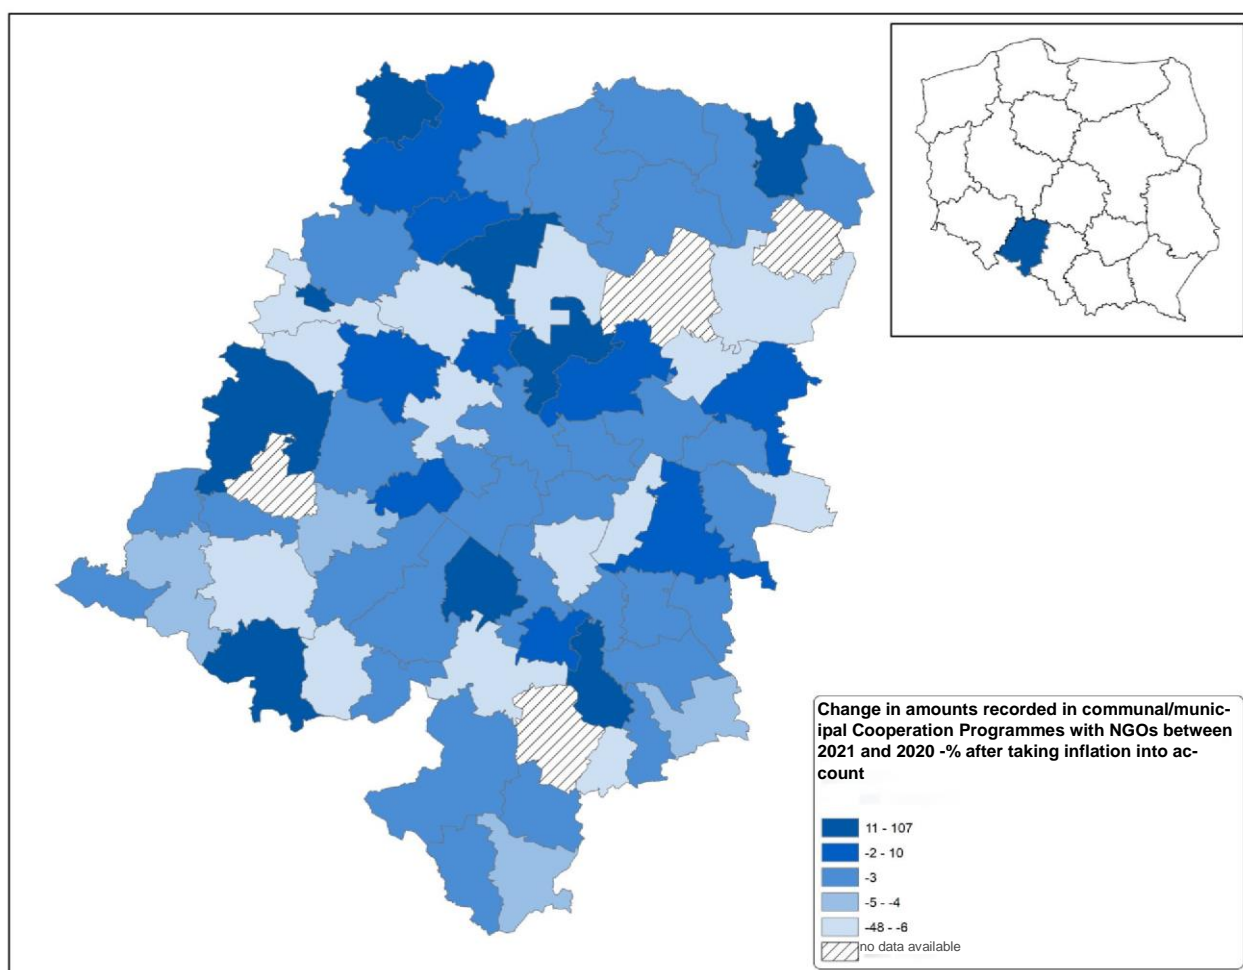 Change in amounts recorded in communal/munic-
ipal Cooperation Programmes with NGOs between
2021 and 2020 -% after taking inflation into ac-
count
11 - 107
-2 - 10
-3
-5 - -4
-48 - -6
no data available